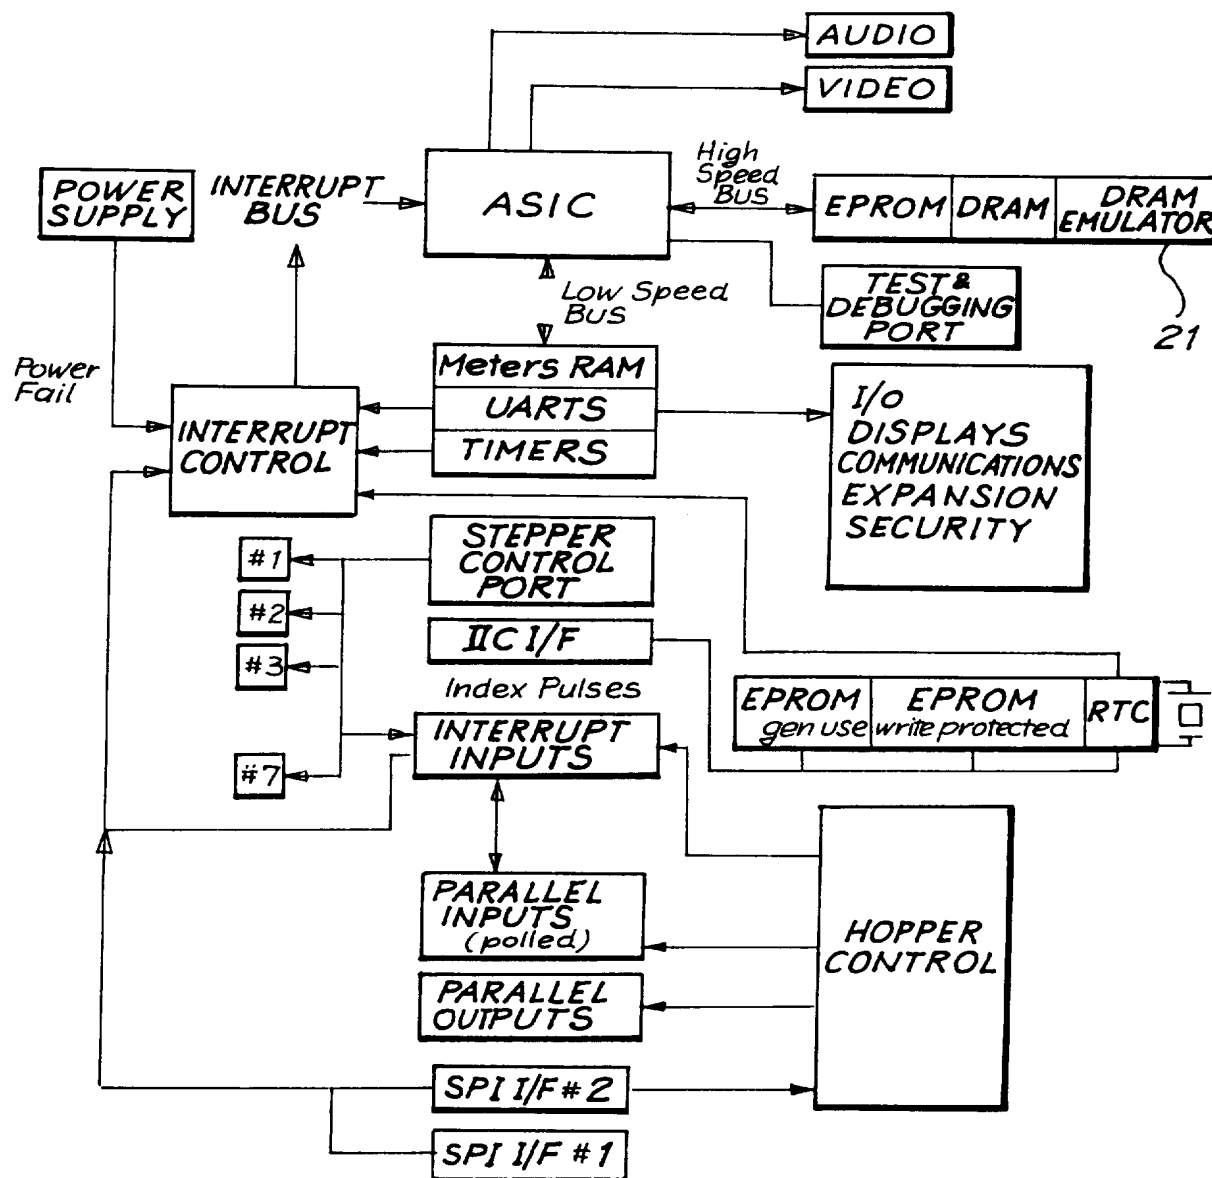 AUDIO
VIDEO
POWER
SUPPLY
INTERRUPT
BUS
ASIC
High
Speed
Bus
EPROM
DRAM
DRAM
EMULATOR
21
TEST &
DEBUGGING
PORT
Low Speed
Bus
Power
Fail
Meters RAM
UARTS
TIMERS
INTERRUPT
CONTROL
I/O
DISPLAYS
COMMUNICATIONS
EXPANSION
SECURITY
STEPPER
CONTROL
PORT
#1
#2
#3
#7
IIC I/F
Index Pulses
INTERRUPT
INPUTS
EPROM
gen use
EPROM
write protected
RTC
PARALLEL
INPUTS
(polled)
HOPPER
CONTROL
PARALLEL
OUTPUTS
SPI I/F #2
SPI I/F #1